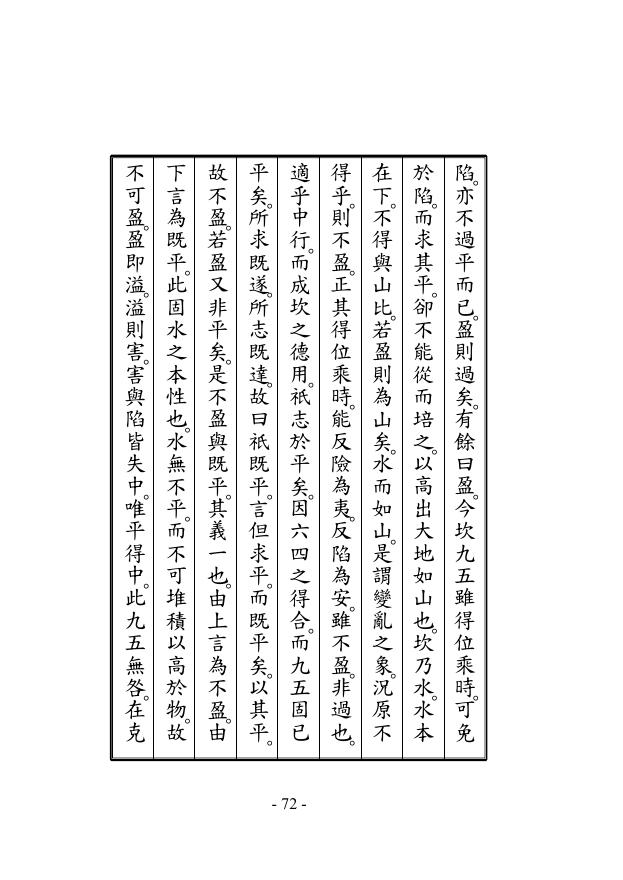 陷。亦不過平而已。盈則過矣。有餘曰盈。今坎九五雖得位乘時。可免
於陷。而求其平。卻不能從而培之。以高出大地如山也。坎乃水。水本
在下。不得與山比。若盈則為山矣。水而如山。是謂變亂之象。況原不
得乎。則不盈。正其得位乘時。能反險為夷。反陷為安。雖不盈。非過也。
適乎中行。而成坎之德用。祇志於平矣。因六四之得合。而九五固已
平矣。所求既遂。所志既達。故曰祇既平。言但求平。而既平矣。以其平。
故不盈。若盈又非平矣。是不盈與既平。其義一也。由上言為不盈。由
下言為既平。此固水之本性也。水無不平。而不可堆積以高於物。故
不可盈。盈即溢。溢則害。害與陷皆失中。唯平得中。此九五無咎。在克
- 72 -